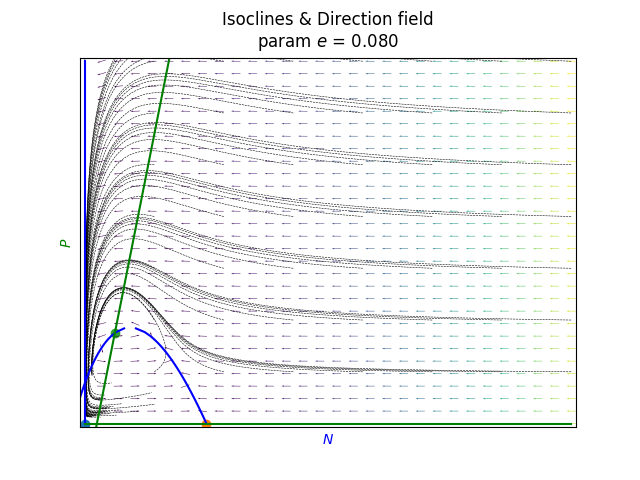 Isoclines & Direction field
param e = 0.080
P
N